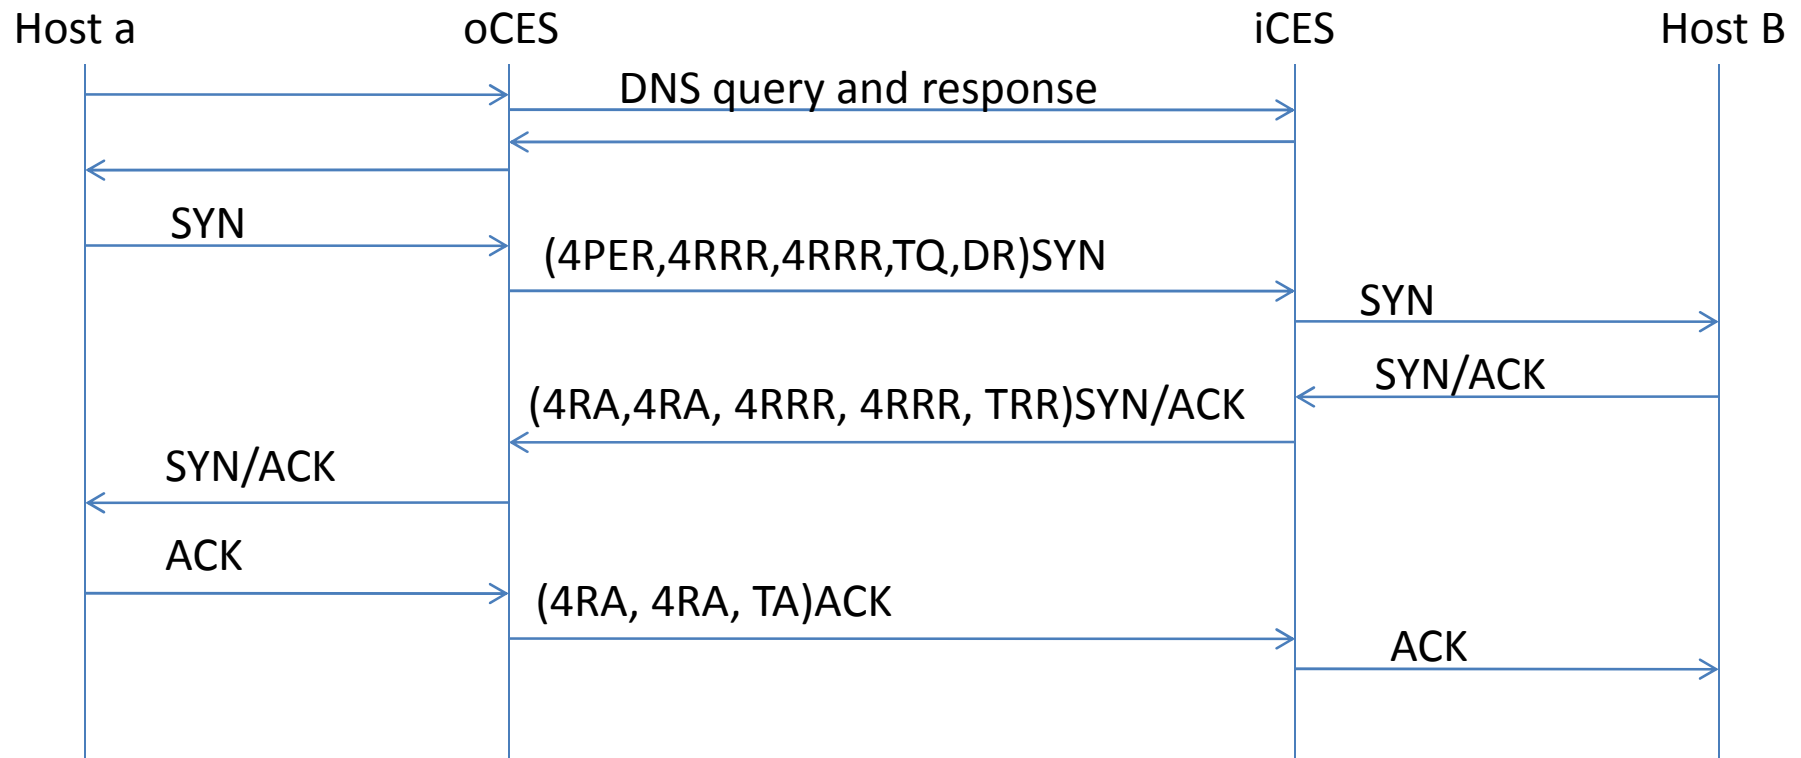 Host a
oCES
iCES
Host B
DNS query and response
SYN
(4PER,4RRR,4RRR,TQ,DR)SYN
SYN
SYN/ACK
(4RA,4RA, 4RRR, 4RRR, TRR)SYN/ACK
SYN/ACK
ACK
(4RA, 4RA, TA)ACK
ACK